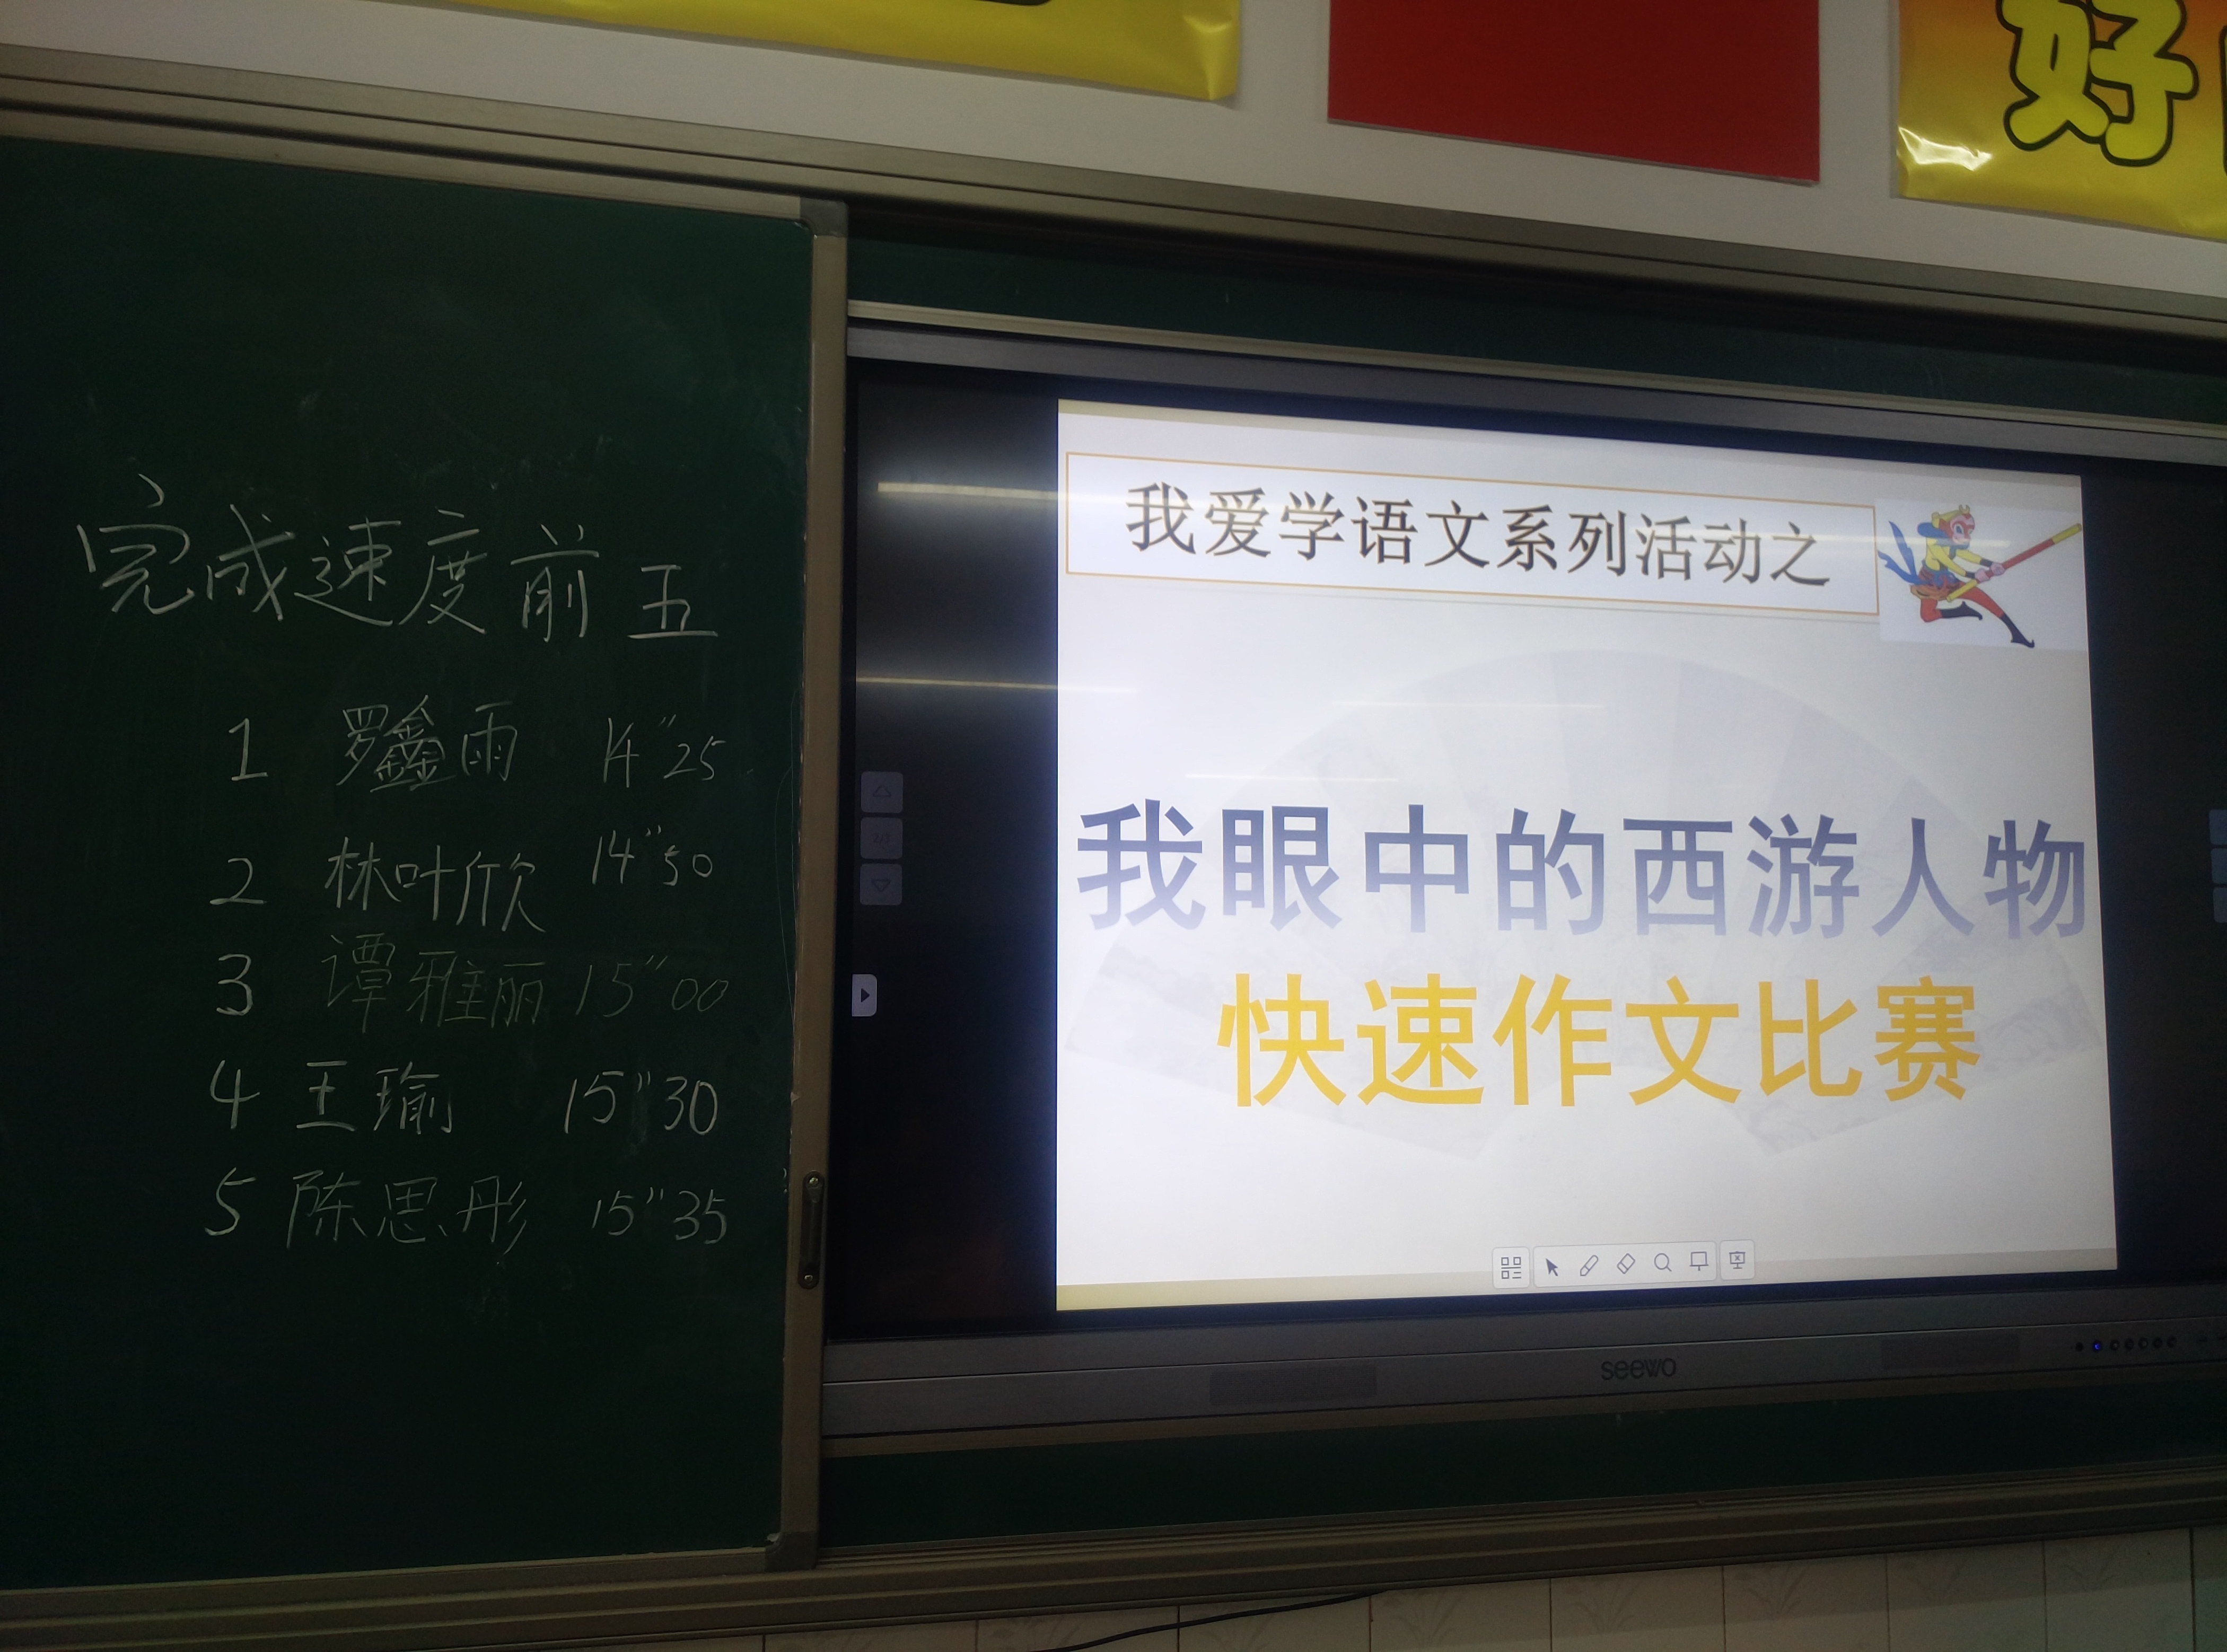 好
完成速度前五
1 罗鑫雨 14"25
2 林叶欣 14"50
3 谭雅丽 15"00
4 王瑜 15"30
5 陈思彤 15"35
我爱学语文系列活动之
我眼中的西游人物
快速作文比赛
seewo